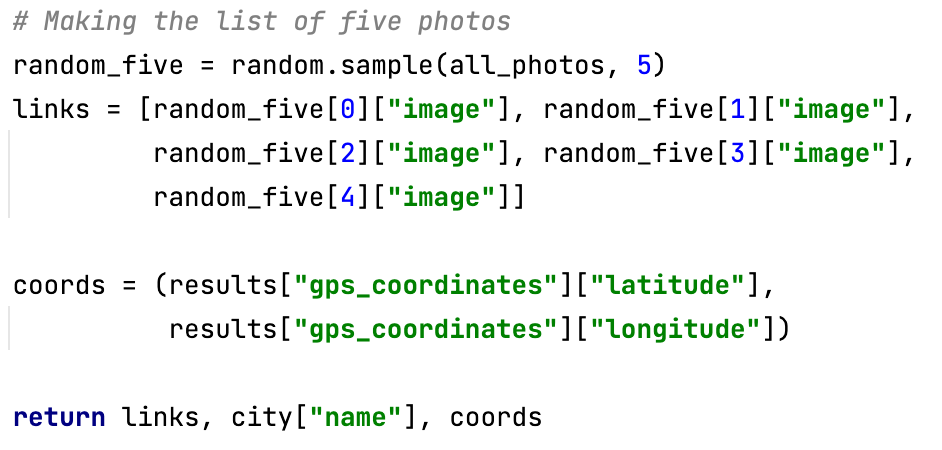 # Making the list of five photos
random_five = random.sample(all_photos, 5)
links = [random_five[0]["image"], random_five[1]["image"],
         random_five[2]["image"], random_five[3]["image"],
         random_five[4]["image"]]

coords = (results["gps_coordinates"]["latitude"],
          results["gps_coordinates"]["longitude"])

return links, city["name"], coords